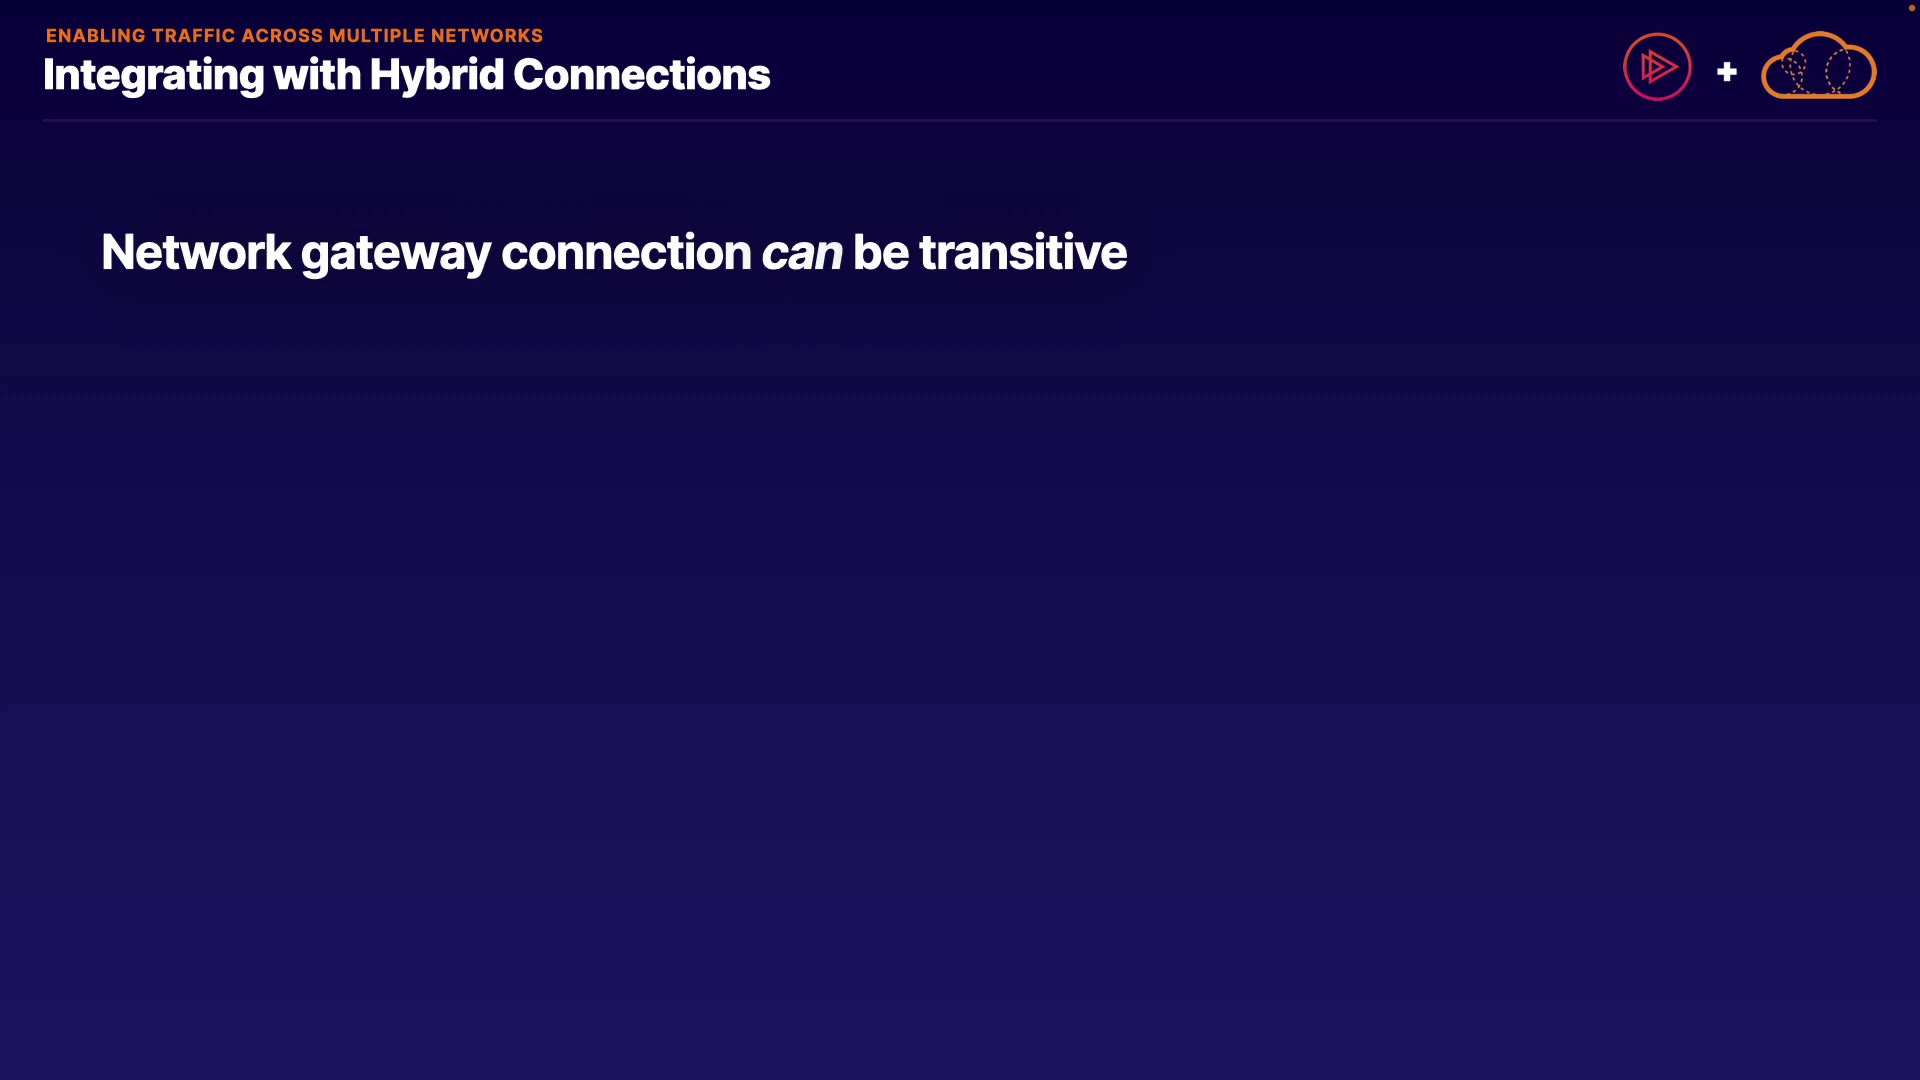 ENABLING TRAFFIC ACROSS MULTIPLE NETWORKS
Integrating with Hybrid Connections
Network gateway connection can be transitive